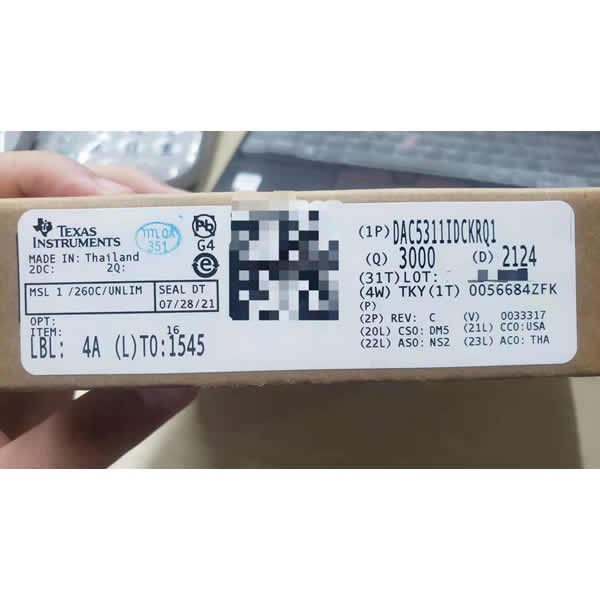 TEXAS
INSTRUMENTS
MADE IN: Thailand
2DC: 2Q:
MSL 1 /260C/UNLIM
SEAL DT
07/28/21
OPT:
ITEM: 16
LBL: 4A (L)TO:1545
351
Pb
G4
e
(1P) DAC5311IDCKRQ1
(Q) 3000 (D) 2124
(31T) LOT:
(4W) TKY(1T) 0056684ZFK
(P)
(2P) REV: C (V) 0033317
(20L) CSO: DM5 (21L) CCO:USA
(22L) ASO: NS2 (23L) ACO: THA